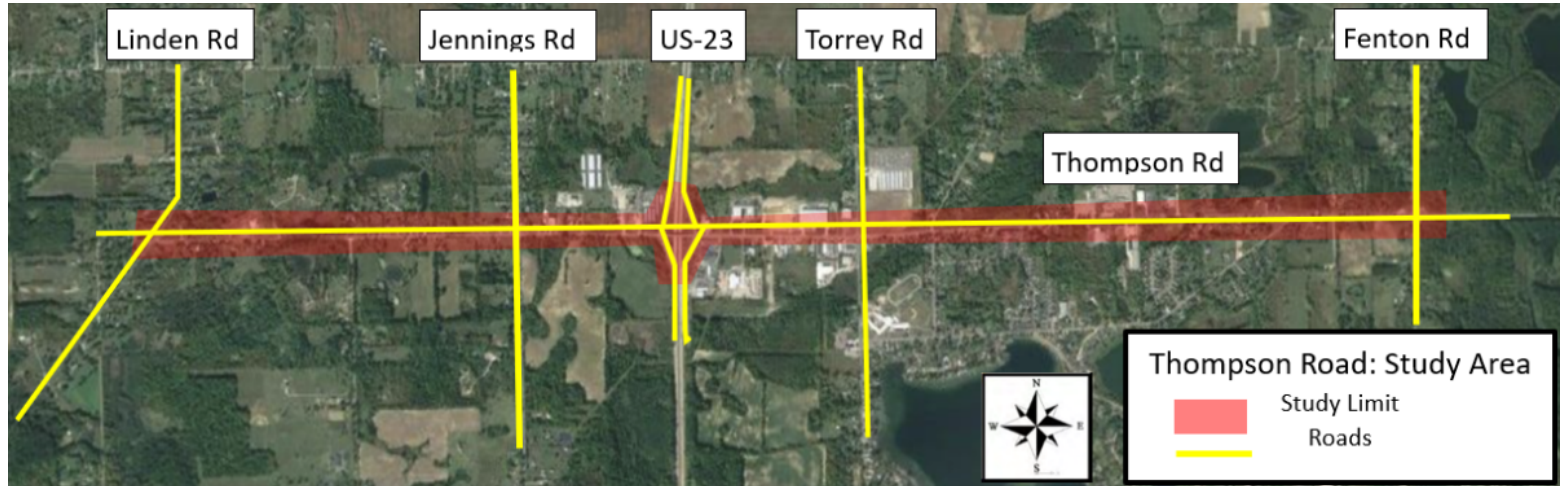 Linden Rd
Jennings Rd
US-23
Torrey Rd
Fenton Rd
Thompson Rd
Thompson Road: Study Area
Study Limit
Roads
N
W
E
S